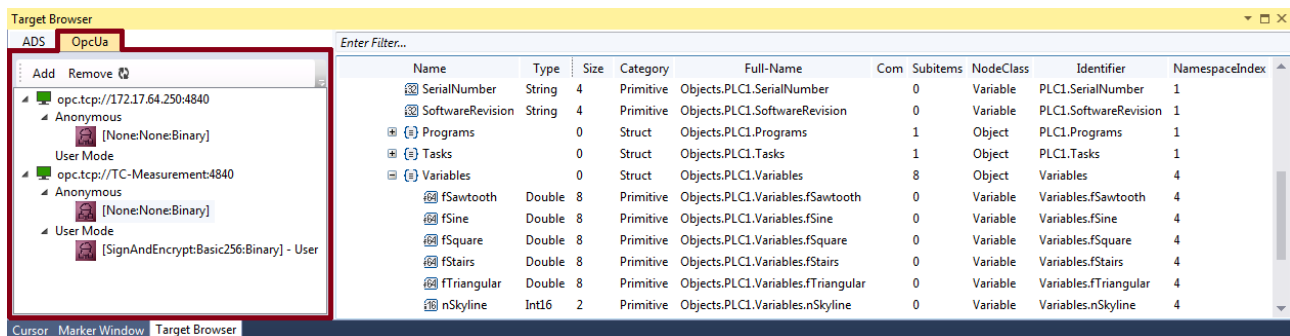 Target Browser
ADS OpcUa
Enter Filter...
Add Remove
opc.tcp://172.17.64.250:4840
Anonymous
[None:None:Binary]
User Mode
opc.tcp://TC-Measurement:4840
Anonymous
[None:None:Binary]
User Mode
[SignAndEncrypt:Basic256:Binary] - User
Name Type Size Category Full-Name Com Subitems NodeClass Identifier NamespaceIndex
32 SerialNumber String 4 Primitive Objects.PLC1.SerialNumber 0 Variable PLC1.SerialNumber 1
32 SoftwareRevision String 4 Primitive Objects.PLC1.SoftwareRevision 0 Variable PLC1.SoftwareRevision 1
Programs 0 Struct Objects.PLC1.Programs 1 Object PLC1.Programs 1
Tasks 0 Struct Objects.PLC1.Tasks 1 Object PLC1.Tasks 1
Variables 0 Struct Objects.PLC1.Variables 8 Object Variables 4
64 fSawtooth Double 8 Primitive Objects.PLC1.Variables.fSawtooth 0 Variable Variables.fSawtooth 4
64 fSine Double 8 Primitive Objects.PLC1.Variables.fSine 0 Variable Variables.fSine 4
64 fSquare Double 8 Primitive Objects.PLC1.Variables.fSquare 0 Variable Variables.fSquare 4
64 fStairs Double 8 Primitive Objects.PLC1.Variables.fStairs 0 Variable Variables.fStairs 4
64 fTriangular Double 8 Primitive Objects.PLC1.Variables.fTriangular 0 Variable Variables.fTriangular 4
16 nSkyline Int16 2 Primitive Objects.PLC1.Variables.nSkyline 0 Variable Variables.nSkyline 4
Cursor Marker Window Target Browser